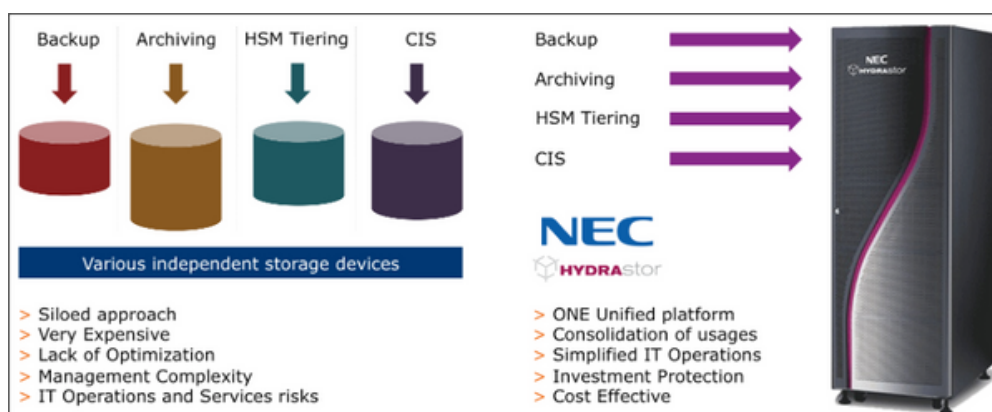 Backup
Archiving
HSM Tiering
CIS
Various independent storage devices
> Siloed approach
> Very Expensive
> Lack of Optimization
> Management Complexity
> IT Operations and Services risks
Backup
Archiving
HSM Tiering
CIS
NEC
HYDRAstor
> ONE Unified platform
> Consolidation of usages
> Simplified IT Operations
> Investment Protection
> Cost Effective
NEC
HYDRAstor